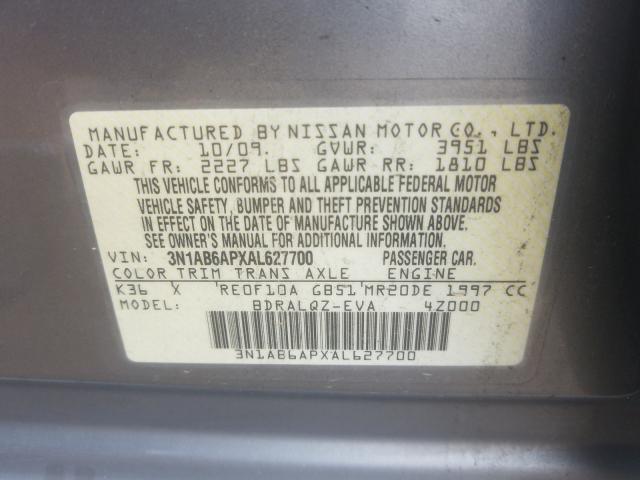 MANUFACTURED BY NISSAN MOTOR CO., LTD.
DATE: 10/09. GVWR: 3951 LBS
GAWR FR: 2227 LBS GAWR RR: 1810 LBS
THIS VEHICLE CONFORMS TO ALL APPLICABLE FEDERAL MOTOR
VEHICLE SAFETY, BUMPER AND THEFT PREVENTION STANDARDS
IN EFFECT ON THE DATE OF MANUFACTURE SHOWN ABOVE.
SEE OWNER'S MANUAL FOR ADDITIONAL INFORMATION.
VIN: 3N1AB6APXAL627700 PASSENGER CAR.
COLOR TRIM TRANS AXLE ENGINE
K36 X RE0F10A GB51 MR20DE 1997 CC
MODEL: BDRALQZ-EVA 4Z000
3N1AB6APXAL627700